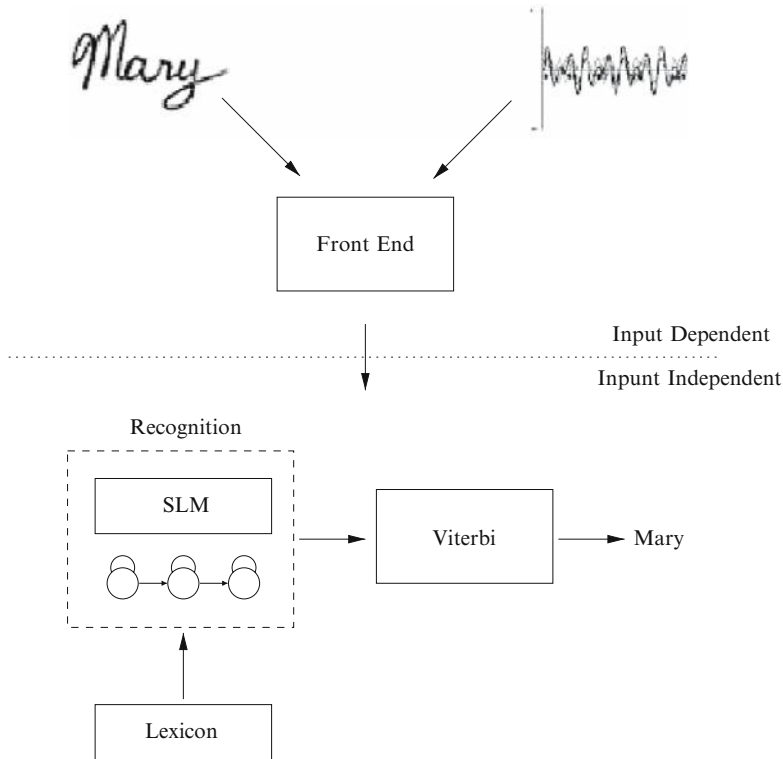 Mary
Front End
Input Dependent
Inpunt Independent
Recognition
SLM
Viterbi
Mary
Lexicon